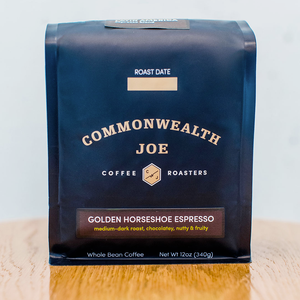 ROAST DATE
COMMONWEALTH
JOE
COFFEE ROASTERS
GOLDEN HORSESHOE ESPRESSO
medium-dark roast, chocolatey, nutty & fruity
Whole Bean Coffee Net Wt 12oz (340g)